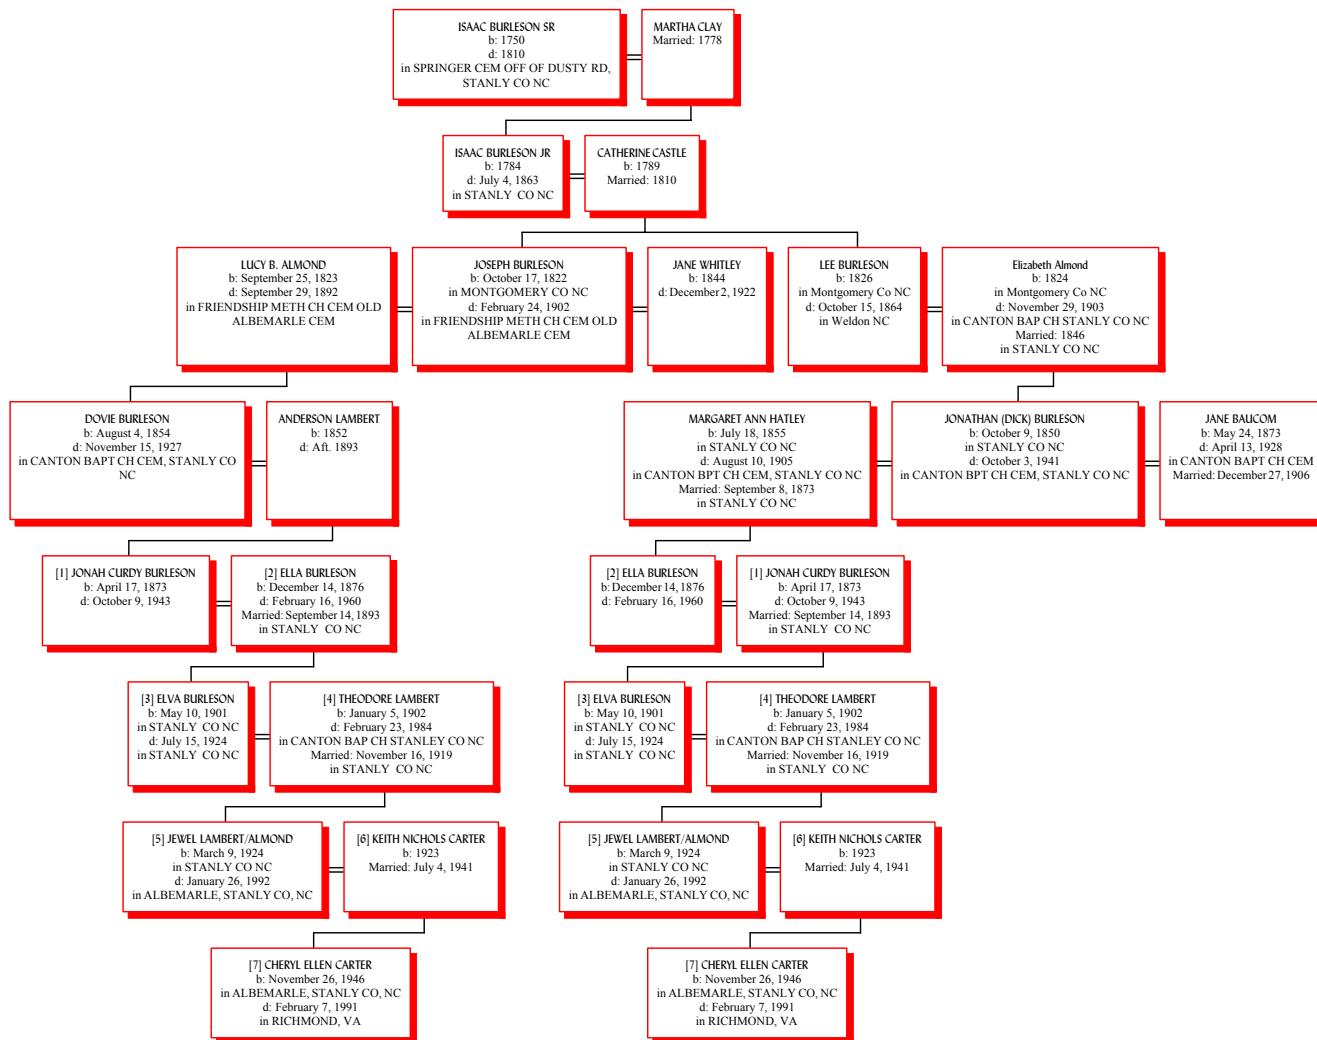 ISAAC BURLESON SR
b: 1750
d: 1810
in SPRINGER CEM OFF OF DUSTY RD,
STANLY CO NC
MARTHA CLAY
Married: 1778
ISAAC BURLESON JR
b: 1784
d: July 4, 1863
in STANLY CO NC
CATHERINE CASTLE
b: 1789
Married: 1810
LUCY B. ALMOND
b: September 25, 1823
d: September 29, 1892
in FRIENDSHIP METH CH CEM OLD
ALBEMARLE CEM
JOSEPH BURLESON
b: October 17, 1822
in MONTGOMERY CO NC
d: February 24, 1902
in FRIENDSHIP METH CH CEM OLD
ALBEMARLE CEM
JANE WHITLEY
b: 1844
d: December 2, 1922
LEE BURLESON
b: 1826
in Montgomery Co NC
d: October 15, 1864
in Weldon NC
Elizabeth Almond
b: 1824
in Montgomery Co NC
d: November 29, 1903
in CANTON BAP CH STANLY CO NC
Married: 1846
in STANLY CO NC
DOVIE BURLESON
b: August 4, 1854
d: November 15, 1927
in CANTON BAPT CH CEM, STANLY CO
NC
ANDERSON LAMBERT
b: 1852
d: Aft. 1893
MARGARET ANN HATLEY
b: July 18, 1855
in STANLY CO NC
d: August 10, 1905
in CANTON BPT CH CEM, STANLY CO NC
Married: September 8, 1873
in STANLY CO NC
JONATHAN (DICK) BURLESON
b: October 9, 1850
in STANLY CO NC
d: October 3, 1941
in CANTON BPT CH CEM, STANLY CO NC
JANE BAUCOM
b: May 24, 1873
d: April 13, 1928
in CANTON BAPT CH CEM
Married: December 27, 1906
[1] JONAH CURDY BURLESON
b: April 17, 1873
d: October 9, 1943
[2] ELLA BURLESON
b: December 14, 1876
d: February 16, 1960
Married: September 14, 1893
in STANLY CO NC
[2] ELLA BURLESON
b: December 14, 1876
d: February 16, 1960
[1] JONAH CURDY BURLESON
b: April 17, 1873
d: October 9, 1943
Married: September 14, 1893
in STANLY CO NC
[3] ELVA BURLESON
b: May 10, 1901
in STANLY CO NC
d: July 15, 1924
in STANLY CO NC
[4] THEODORE LAMBERT
b: January 5, 1902
d: February 23, 1984
in CANTON BAP CH STANLEY CO NC
Married: November 16, 1919
in STANLY CO NC
[3] ELVA BURLESON
b: May 10, 1901
in STANLY CO NC
d: July 15, 1924
in STANLY CO NC
[4] THEODORE LAMBERT
b: January 5, 1902
d: February 23, 1984
in CANTON BAP CH STANLEY CO NC
Married: November 16, 1919
in STANLY CO NC
[5] JEWEL LAMBERT/ALMOND
b: March 9, 1924
in STANLY CO NC
d: January 26, 1992
in ALBEMARLE, STANLY CO, NC
[6] KEITH NICHOLS CARTER
b: 1923
Married: July 4, 1941
[5] JEWEL LAMBERT/ALMOND
b: March 9, 1924
in STANLY CO NC
d: January 26, 1992
in ALBEMARLE, STANLY CO, NC
[6] KEITH NICHOLS CARTER
b: 1923
Married: July 4, 1941
[7] CHERYL ELLEN CARTER
b: November 26, 1946
in ALBEMARLE, STANLY CO, NC
d: February 7, 1991
in RICHMOND, VA
[7] CHERYL ELLEN CARTER
b: November 26, 1946
in ALBEMARLE, STANLY CO, NC
d: February 7, 1991
in RICHMOND, VA